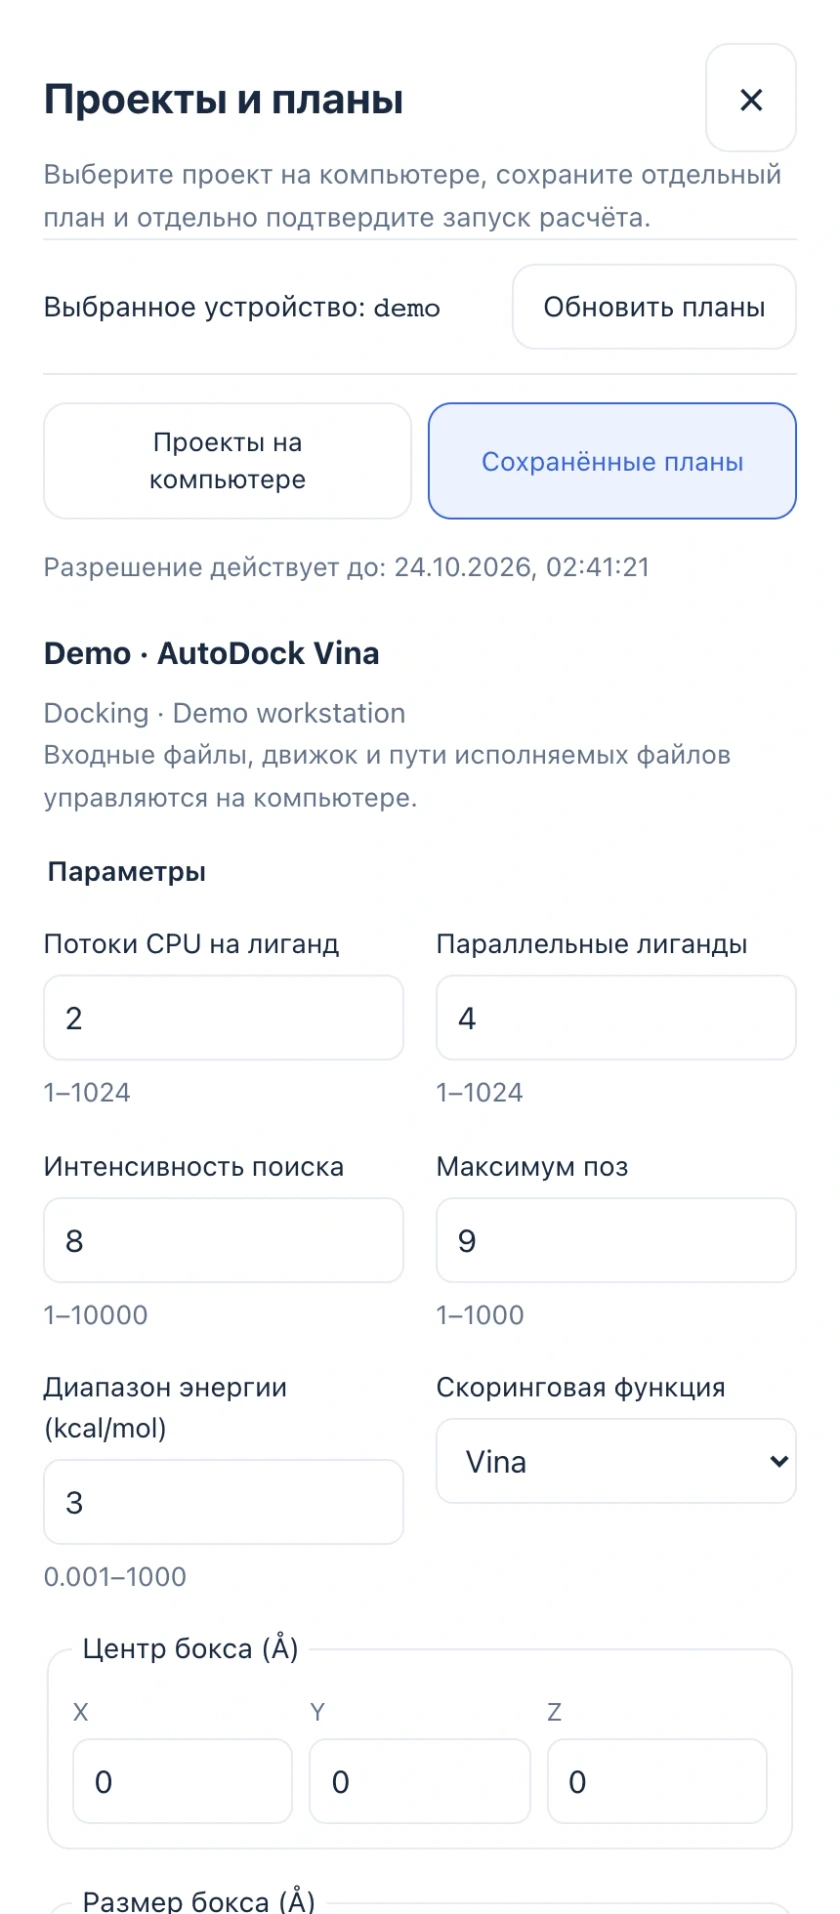 Проекты и планы
Выберите проект на компьютере, сохраните отдельный
план и отдельно подтвердите запуск расчёта.
Выбранное устройство: demo
Обновить планы
Проекты на
компьютере
Сохранённые планы
Разрешение действует до: 24.10.2026, 02:41:21
Demo · AutoDock Vina
Docking · Demo workstation
Входные файлы, движок и пути исполняемых файлов
управляются на компьютере.
Параметры
Потоки CPU на лиганд
2
1–1024
Параллельные лиганды
4
1–1024
Интенсивность поиска
8
1–10000
Максимум поз
9
1–1000
Диапазон энергии
(kcal/mol)
3
0.001–1000
Скоринговая функция
Vina
Центр бокса (Å)
X
0
Y
0
Z
0
Размер бокса (Å)